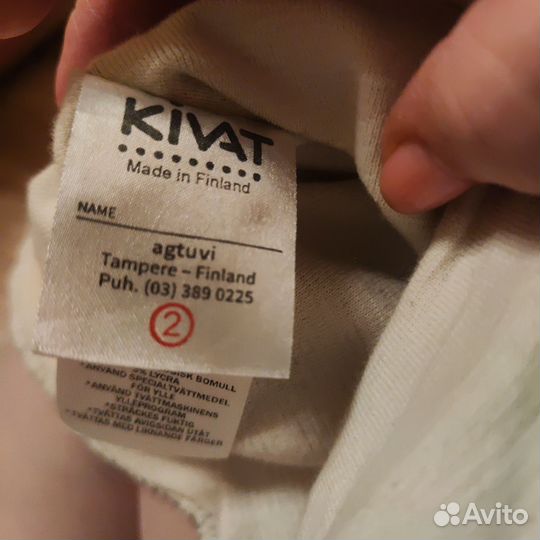 KIVAT
Made in Finland
NAME
agtuvi
Tampere – Finland
Puh. (03) 389 0225
2
BOMULL
LYCRA
*ANVÄND SPECIALTVÄTTMEDEL
FÖR YLLE
*ANVÄND TVÄTTMASKINENS
YLLEPROGRAM
*STRÄCKES FUKTIG
*TVÄTTAS AVIGSIDAN UTÅT
*TVÄTTAS MED LIKNANDE FÄRGER
Avito